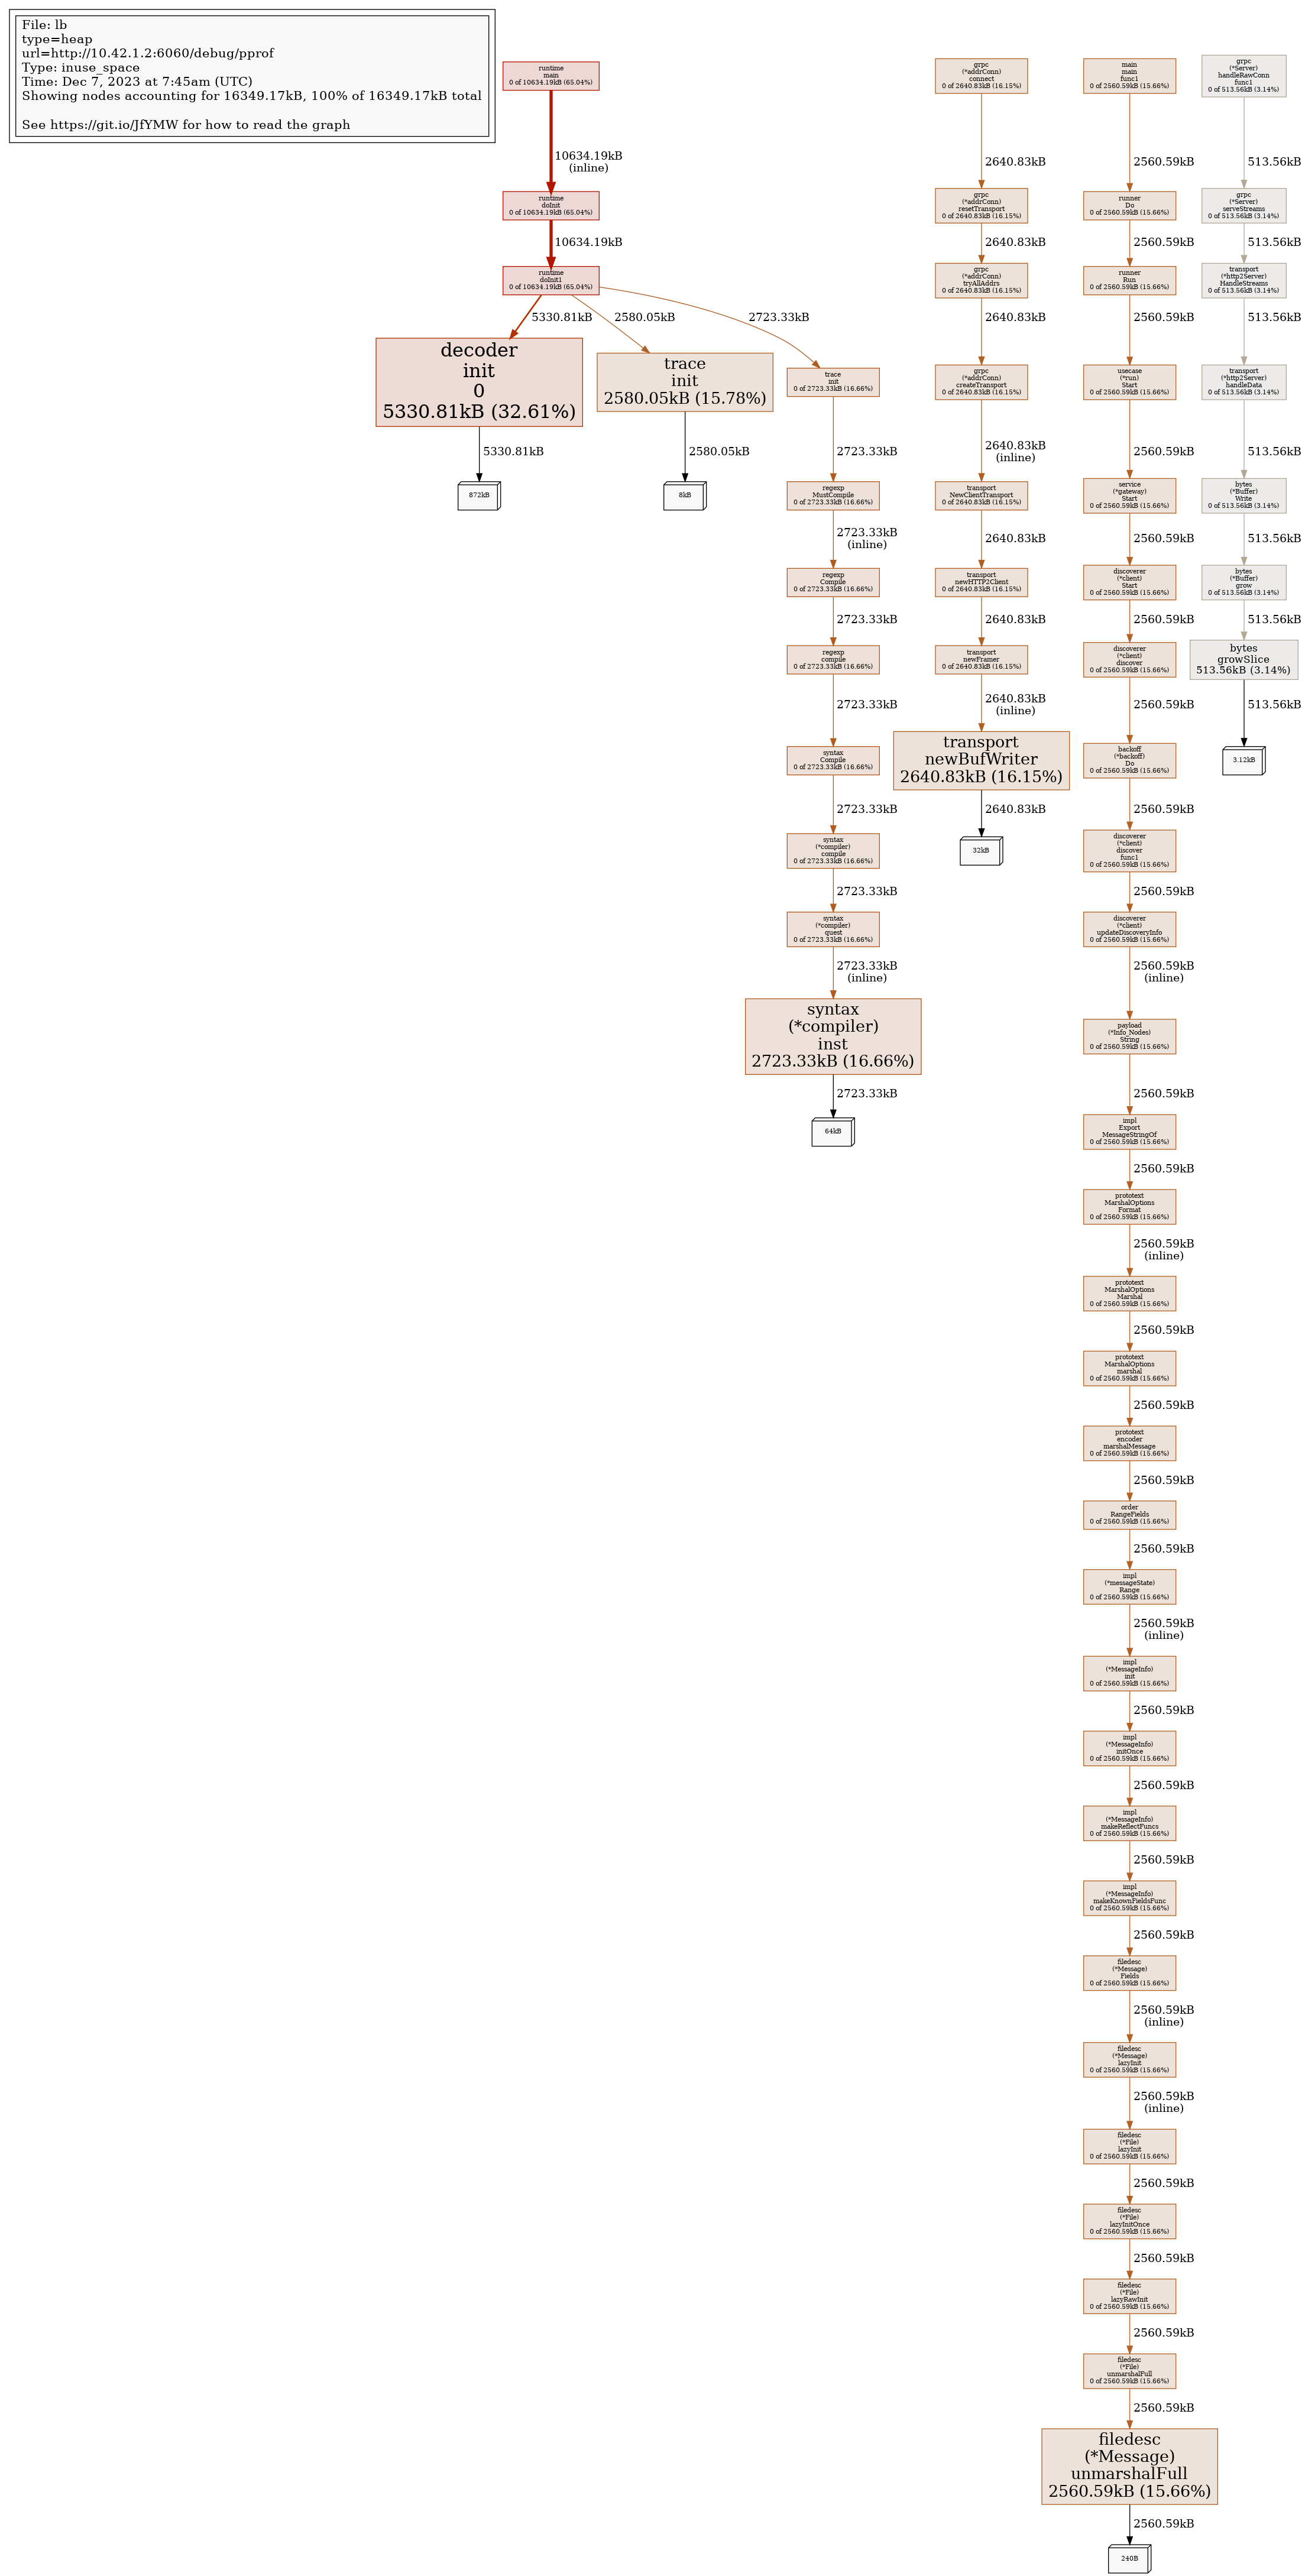 File: lb
type=heap
url=http://10.42.1.2:6060/debug/pprof
Type: inuse_space
Time: Dec 7, 2023 at 7:45am (UTC)
Showing nodes accounting for 16349.17kB, 100% of 16349.17kB total
See https://git.io/JfYMW for how to read the graph
runtime
main
0 of 10634.19kB (65.04%)
10634.19kB
(inline)
runtime
doInit
0 of 10634.19kB (65.04%)
10634.19kB
runtime
doInit1
0 of 10634.19kB (65.04%)
5330.81kB
2580.05kB
2723.33kB
decoder
init
0
5330.81kB (32.61%)
5330.81kB
872kB
trace
init
2580.05kB (15.78%)
2580.05kB
8kB
trace
init
0 of 2723.33kB (16.66%)
2723.33kB
regexp
MustCompile
0 of 2723.33kB (16.66%)
2723.33kB
(inline)
regexp
Compile
0 of 2723.33kB (16.66%)
2723.33kB
regexp
compile
0 of 2723.33kB (16.66%)
2723.33kB
syntax
Compile
0 of 2723.33kB (16.66%)
2723.33kB
syntax
(*compiler)
compile
0 of 2723.33kB (16.66%)
2723.33kB
syntax
(*compiler)
quest
0 of 2723.33kB (16.66%)
2723.33kB
(inline)
syntax
(*compiler)
inst
2723.33kB (16.66%)
2723.33kB
64kB
grpc
(*addrConn)
connect
0 of 2640.83kB (16.15%)
2640.83kB
grpc
(*addrConn)
resetTransport
0 of 2640.83kB (16.15%)
2640.83kB
grpc
(*addrConn)
tryAllAddrs
0 of 2640.83kB (16.15%)
2640.83kB
grpc
(*addrConn)
createTransport
0 of 2640.83kB (16.15%)
2640.83kB
(inline)
transport
NewClientTransport
0 of 2640.83kB (16.15%)
2640.83kB
transport
newHTTP2Client
0 of 2640.83kB (16.15%)
2640.83kB
transport
newFramer
0 of 2640.83kB (16.15%)
2640.83kB
(inline)
transport
newBufWriter
2640.83kB (16.15%)
2640.83kB
32kB
main
main
func1
0 of 2560.59kB (15.66%)
2560.59kB
runner
Do
0 of 2560.59kB (15.66%)
2560.59kB
runner
Run
0 of 2560.59kB (15.66%)
2560.59kB
usecase
(*run)
Start
0 of 2560.59kB (15.66%)
2560.59kB
service
(*gateway)
Start
0 of 2560.59kB (15.66%)
2560.59kB
discoverer
(*client)
Start
0 of 2560.59kB (15.66%)
2560.59kB
discoverer
(*client)
discover
0 of 2560.59kB (15.66%)
2560.59kB
backoff
(*backoff)
Do
0 of 2560.59kB (15.66%)
2560.59kB
discoverer
(*client)
discover
func1
0 of 2560.59kB (15.66%)
2560.59kB
discoverer
(*client)
updateDiscoveryInfo
0 of 2560.59kB (15.66%)
2560.59kB
(inline)
payload
(*Info_Nodes)
String
0 of 2560.59kB (15.66%)
2560.59kB
impl
Export
MessageStringOf
0 of 2560.59kB (15.66%)
2560.59kB
prototext
MarshalOptions
Format
0 of 2560.59kB (15.66%)
2560.59kB
(inline)
prototext
MarshalOptions
Marshal
0 of 2560.59kB (15.66%)
2560.59kB
prototext
MarshalOptions
marshal
0 of 2560.59kB (15.66%)
2560.59kB
prototext
encoder
marshalMessage
0 of 2560.59kB (15.66%)
2560.59kB
order
RangeFields
0 of 2560.59kB (15.66%)
2560.59kB
impl
(*messageState)
Range
0 of 2560.59kB (15.66%)
2560.59kB
(inline)
impl
(*MessageInfo)
init
0 of 2560.59kB (15.66%)
2560.59kB
impl
(*MessageInfo)
initOnce
0 of 2560.59kB (15.66%)
2560.59kB
impl
(*MessageInfo)
makeReflectFuncs
0 of 2560.59kB (15.66%)
2560.59kB
impl
(*MessageInfo)
makeKnownFieldsFunc
0 of 2560.59kB (15.66%)
2560.59kB
filedesc
(*Message)
Fields
0 of 2560.59kB (15.66%)
2560.59kB
(inline)
filedesc
(*Message)
lazyInit
0 of 2560.59kB (15.66%)
2560.59kB
(inline)
filedesc
(*File)
lazyInit
0 of 2560.59kB (15.66%)
2560.59kB
filedesc
(*File)
lazyInitOnce
0 of 2560.59kB (15.66%)
2560.59kB
filedesc
(*File)
lazyRawInit
0 of 2560.59kB (15.66%)
2560.59kB
filedesc
(*File)
unmarshalFull
0 of 2560.59kB (15.66%)
2560.59kB
filedesc
(*Message)
unmarshalFull
2560.59kB (15.66%)
2560.59kB
240B
grpc
(*Server)
handleRawConn
func1
0 of 513.56kB (3.14%)
513.56kB
grpc
(*Server)
serveStreams
0 of 513.56kB (3.14%)
513.56kB
transport
(*http2Server)
HandleStreams
0 of 513.56kB (3.14%)
513.56kB
transport
(*http2Server)
handleData
0 of 513.56kB (3.14%)
513.56kB
bytes
(*Buffer)
Write
0 of 513.56kB (3.14%)
513.56kB
bytes
(*Buffer)
grow
0 of 513.56kB (3.14%)
513.56kB
bytes
growSlice
513.56kB (3.14%)
513.56kB
3.12kB